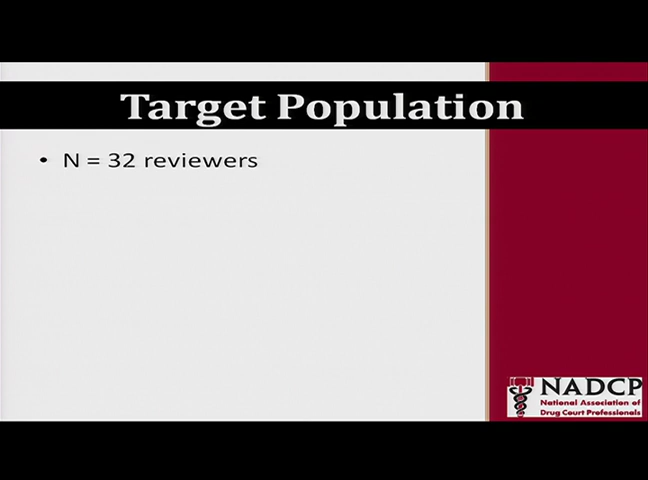 Target Population
• N = 32 reviewers
NADCP
National Association of
Drug Court Professionals